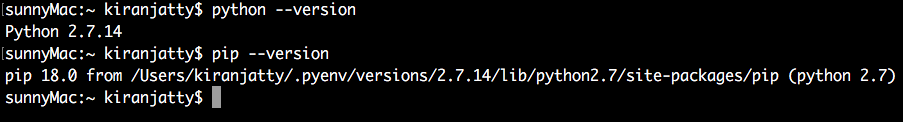 [sunnyMac:~ kiranjatty$ python --version
Python 2.7.14
[sunnyMac:~ kiranjatty$ pip --version
pip 18.0 from /Users/kiranjatty/.pyenv/versions/2.7.14/lib/python2.7/site-packages/pip (python 2.7)
sunnyMac:~ kiranjatty$